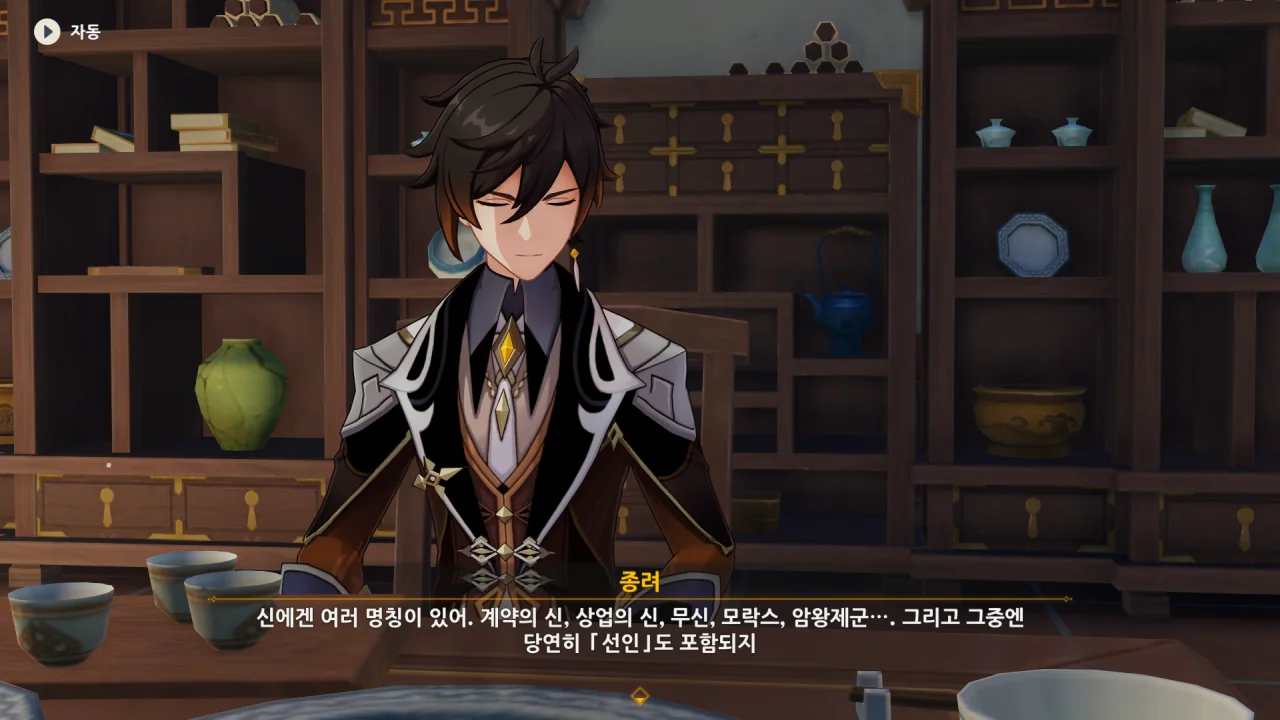 자동
종려
신에겐 여러 명칭이 있어. 계약의 신, 상업의 신, 무신, 모락스, 암왕제군…. 그리고 그중엔
당연히 「선인」도 포함되지